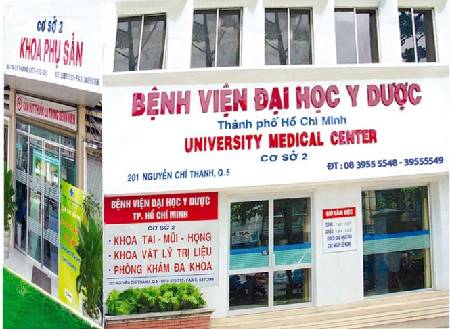 CƠ SỞ 2
KHOA PHỤ SẢN
BỆNH VIỆN ĐẠI HỌC Y DƯỢC
Thành phố Hồ Chí Minh
UNIVERSITY MEDICAL CENTER
CƠ SỞ 2
201 NGUYỄN CHÍ THANH, Q.5
ĐT: 08 3955 5548 - 39555549
BỆNH VIỆN ĐẠI HỌC Y DƯỢC
TP. HỒ CHÍ MINH
CƠ SỞ 2
· KHOA TAI - MŨI - HỌNG
· KHOA VẬT LÝ TRỊ LIỆU
· PHÒNG KHÁM ĐA KHOA